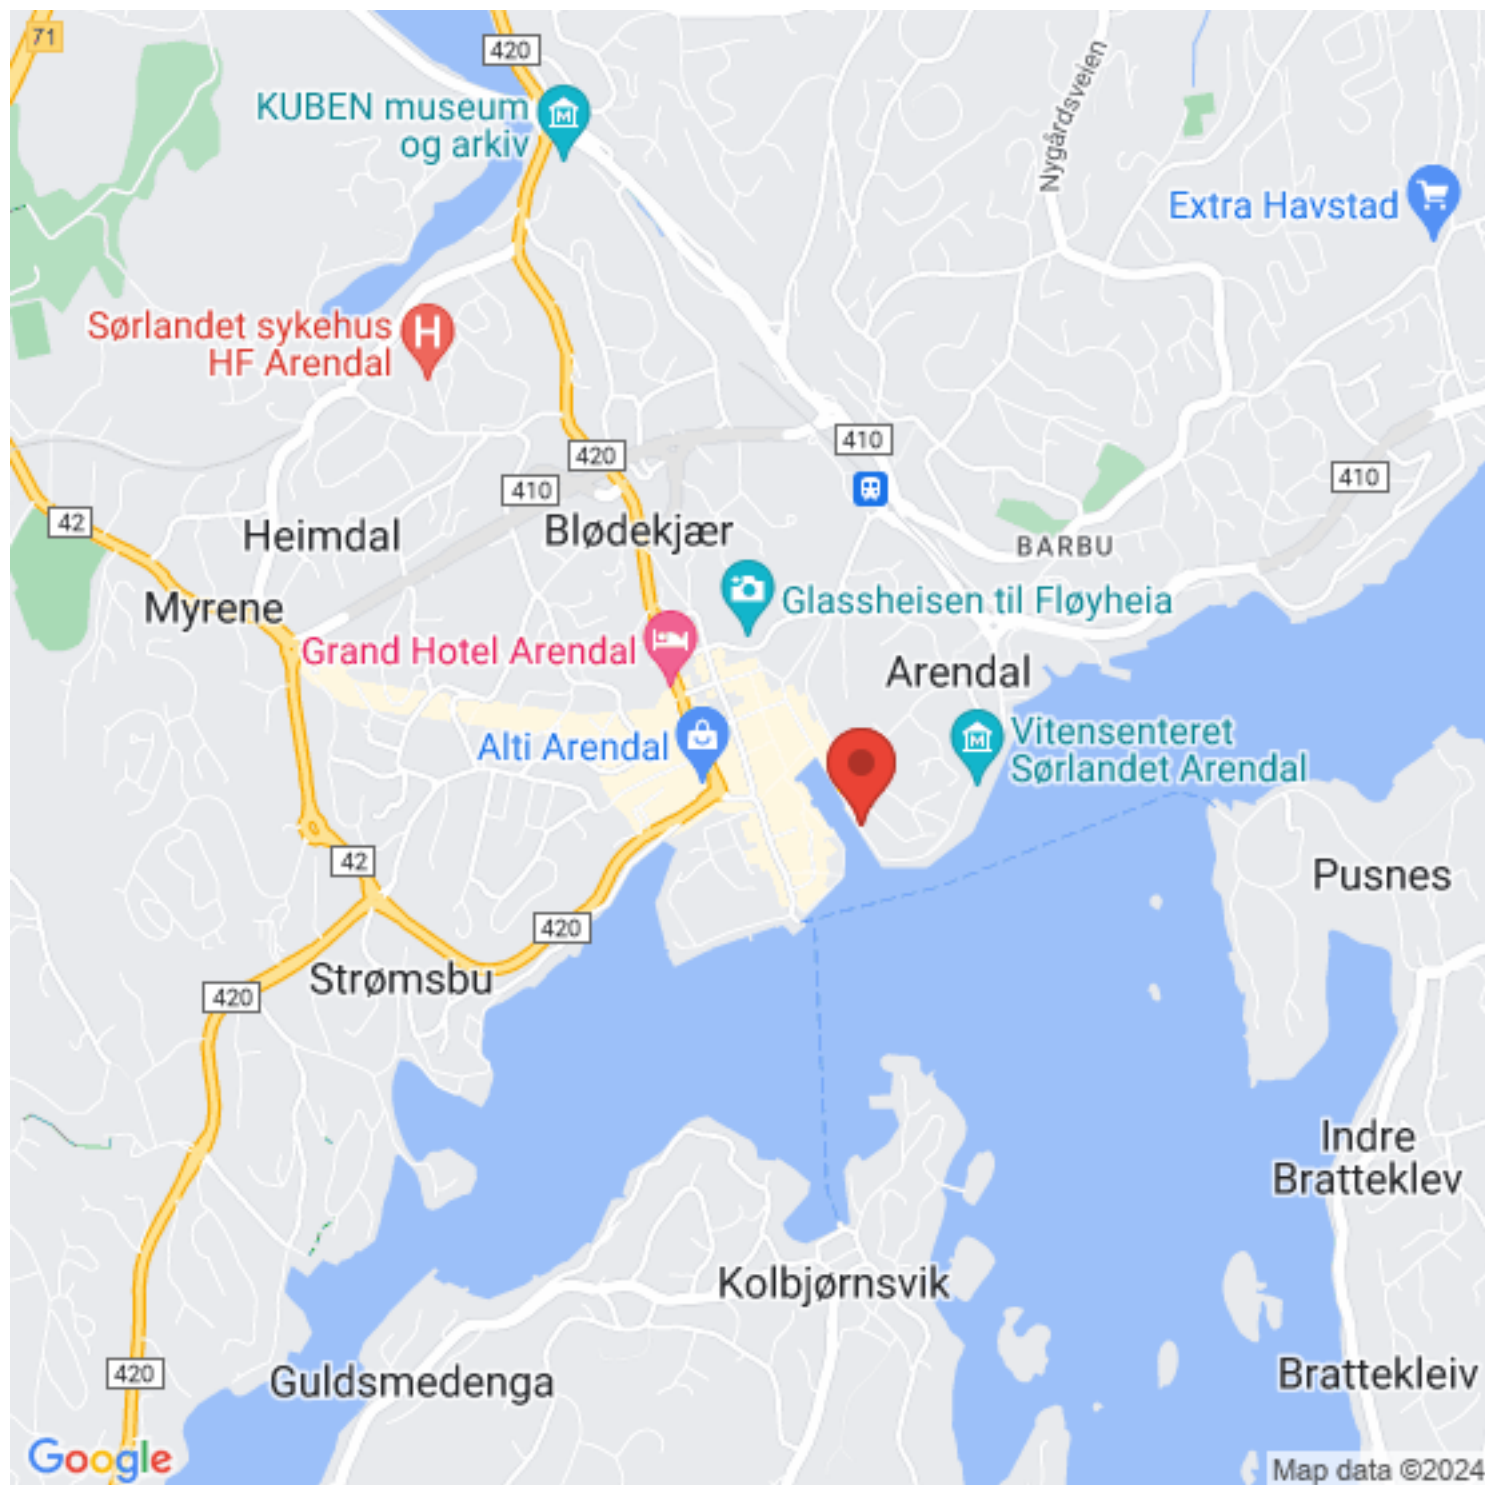 71
420
KUBEN museum
og arkiv
Nygårdsveien
Extra Havstad
Sørlandet sykehus
HF Arendal
410
420
410
410
42
Heimdal
Blødekjær
BARBU
Myrene
Glassheisen til Fløyheia
Grand Hotel Arendal
Arendal
Alti Arendal
Vitensenteret
Sørlandet Arendal
42
Pusnes
420
Strømsbu
420
Indre
Bratteklev
Kolbjørnsvik
420
Guldsmedenga
Brattekleiv
Google
Map data ©2024